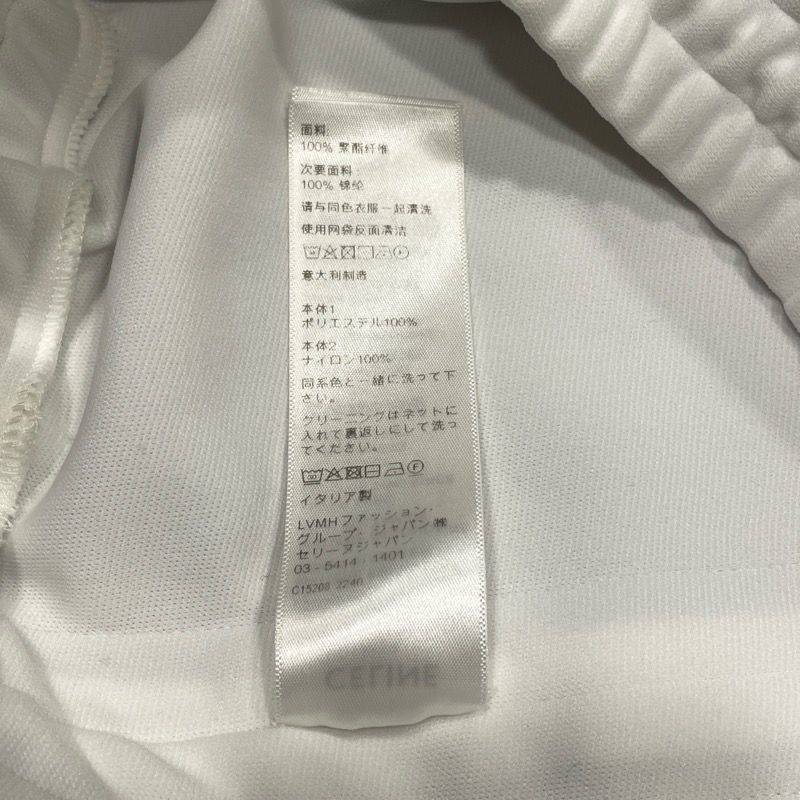 面料:
100% 聚酯纤维
次要面料:
100% 锦纶
请与同色衣服一起清洗
使用网袋反面清洁
意大利制造
本体1
ポリエステル100%
本体2
ナイロン100%
同系色と一緒に洗って下
さい。
クリーニングはネットに
入れて裏返しにして洗っ
てください。
F
イタリア製
LVMHファッション・
グループ・ジャパン㈱
セリーヌジャパン
03-5414-1401
C15208 2240
CELINE